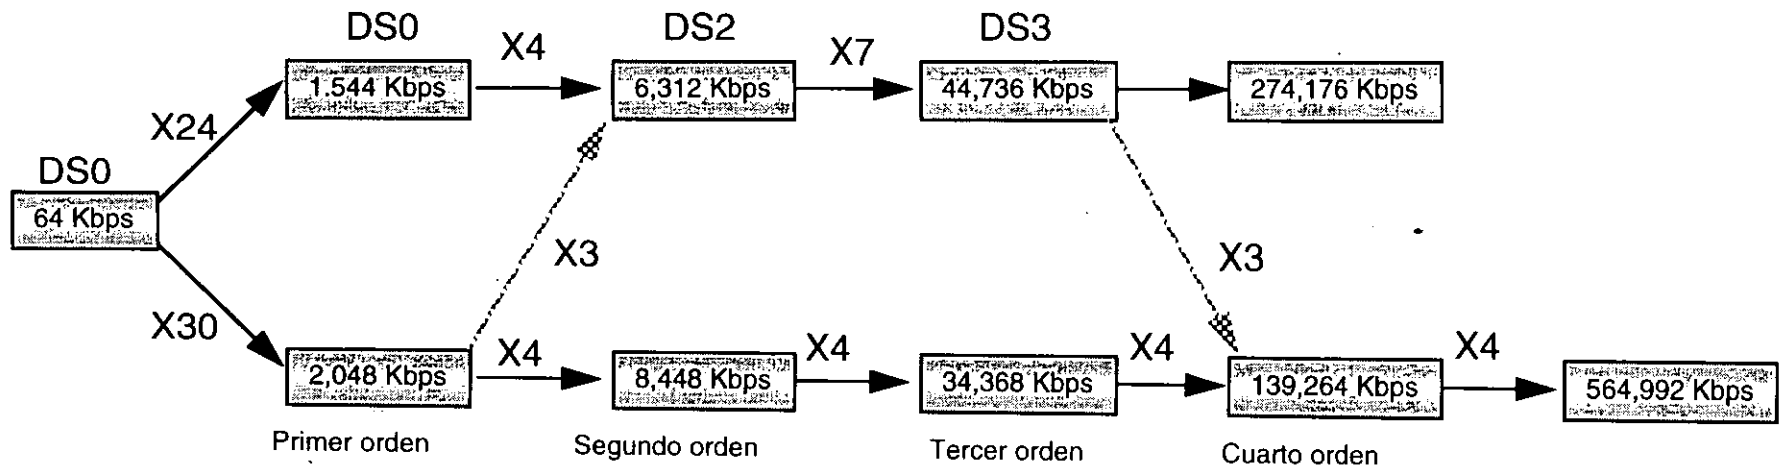 DS0
X4
DS2
X7
DS3
1.544 Kbps
6,312 Kbps
44,736 Kbps
274,176 Kbps
X24
DS0
64 Kbps
X3
X3
X30
X4
X4
X4
X4
2,048 Kbps
8,448 Kbps
34,368 Kbps
139,264 Kbps
564,992 Kbps
Primer orden
Segundo orden
Tercer orden
Cuarto orden